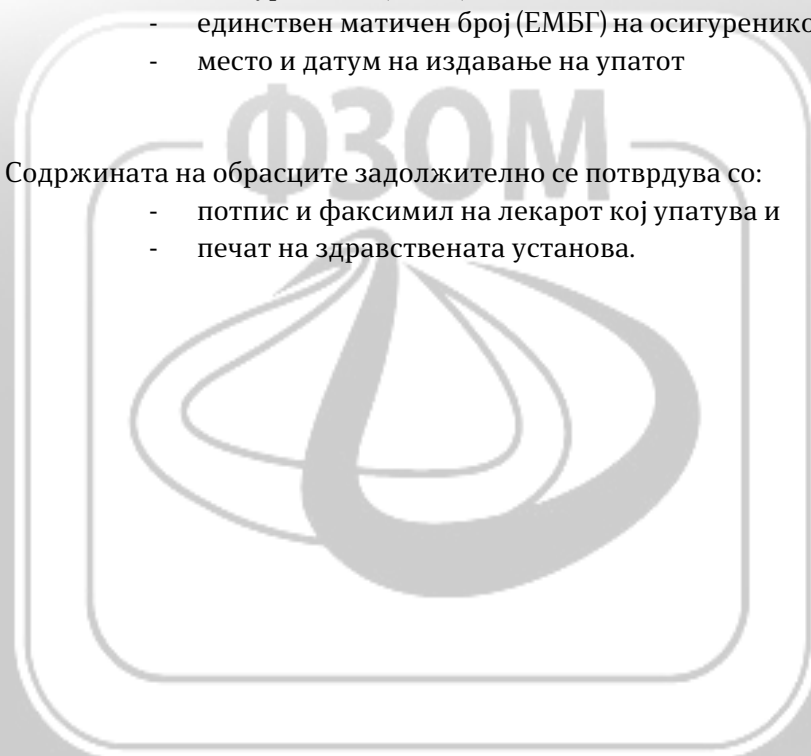 - единствен матичен број (ЕМБГ) на осигуренико
- место и датум на издавање на упатот
ФЗОМ
Содржината на обрасците задолжително се потврдува со:
- потпис и факсимил на лекарот кој упатува и
- печат на здравствената установа.